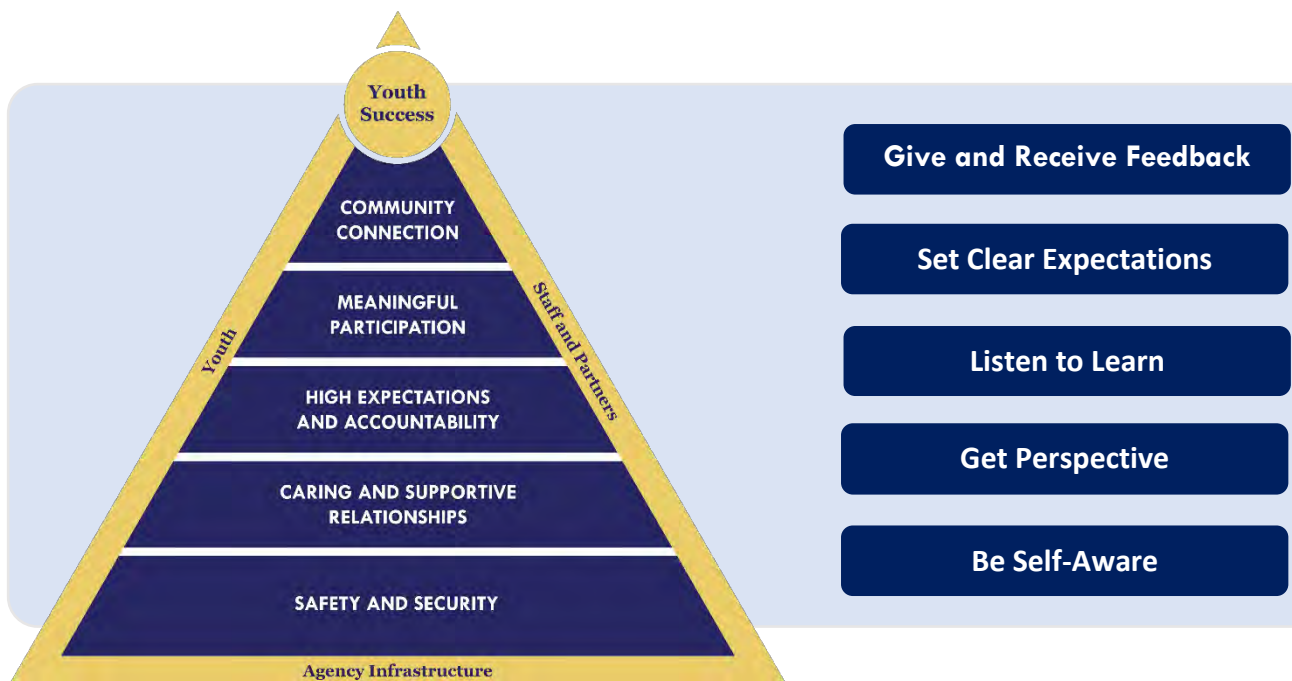 Youth
Success
COMMUNITY
CONNECTION
MEANINGFUL
PARTICIPATION
HIGH EXPECTATIONS
AND ACCOUNTABILITY
CARING AND SUPPORTIVE
RELATIONSHIPS
SAFETY AND SECURITY
Youth
Staff and Partners
Agency Infrastructure
Give and Receive Feedback
Set Clear Expectations
Listen to Learn
Get Perspective
Be Self-Aware